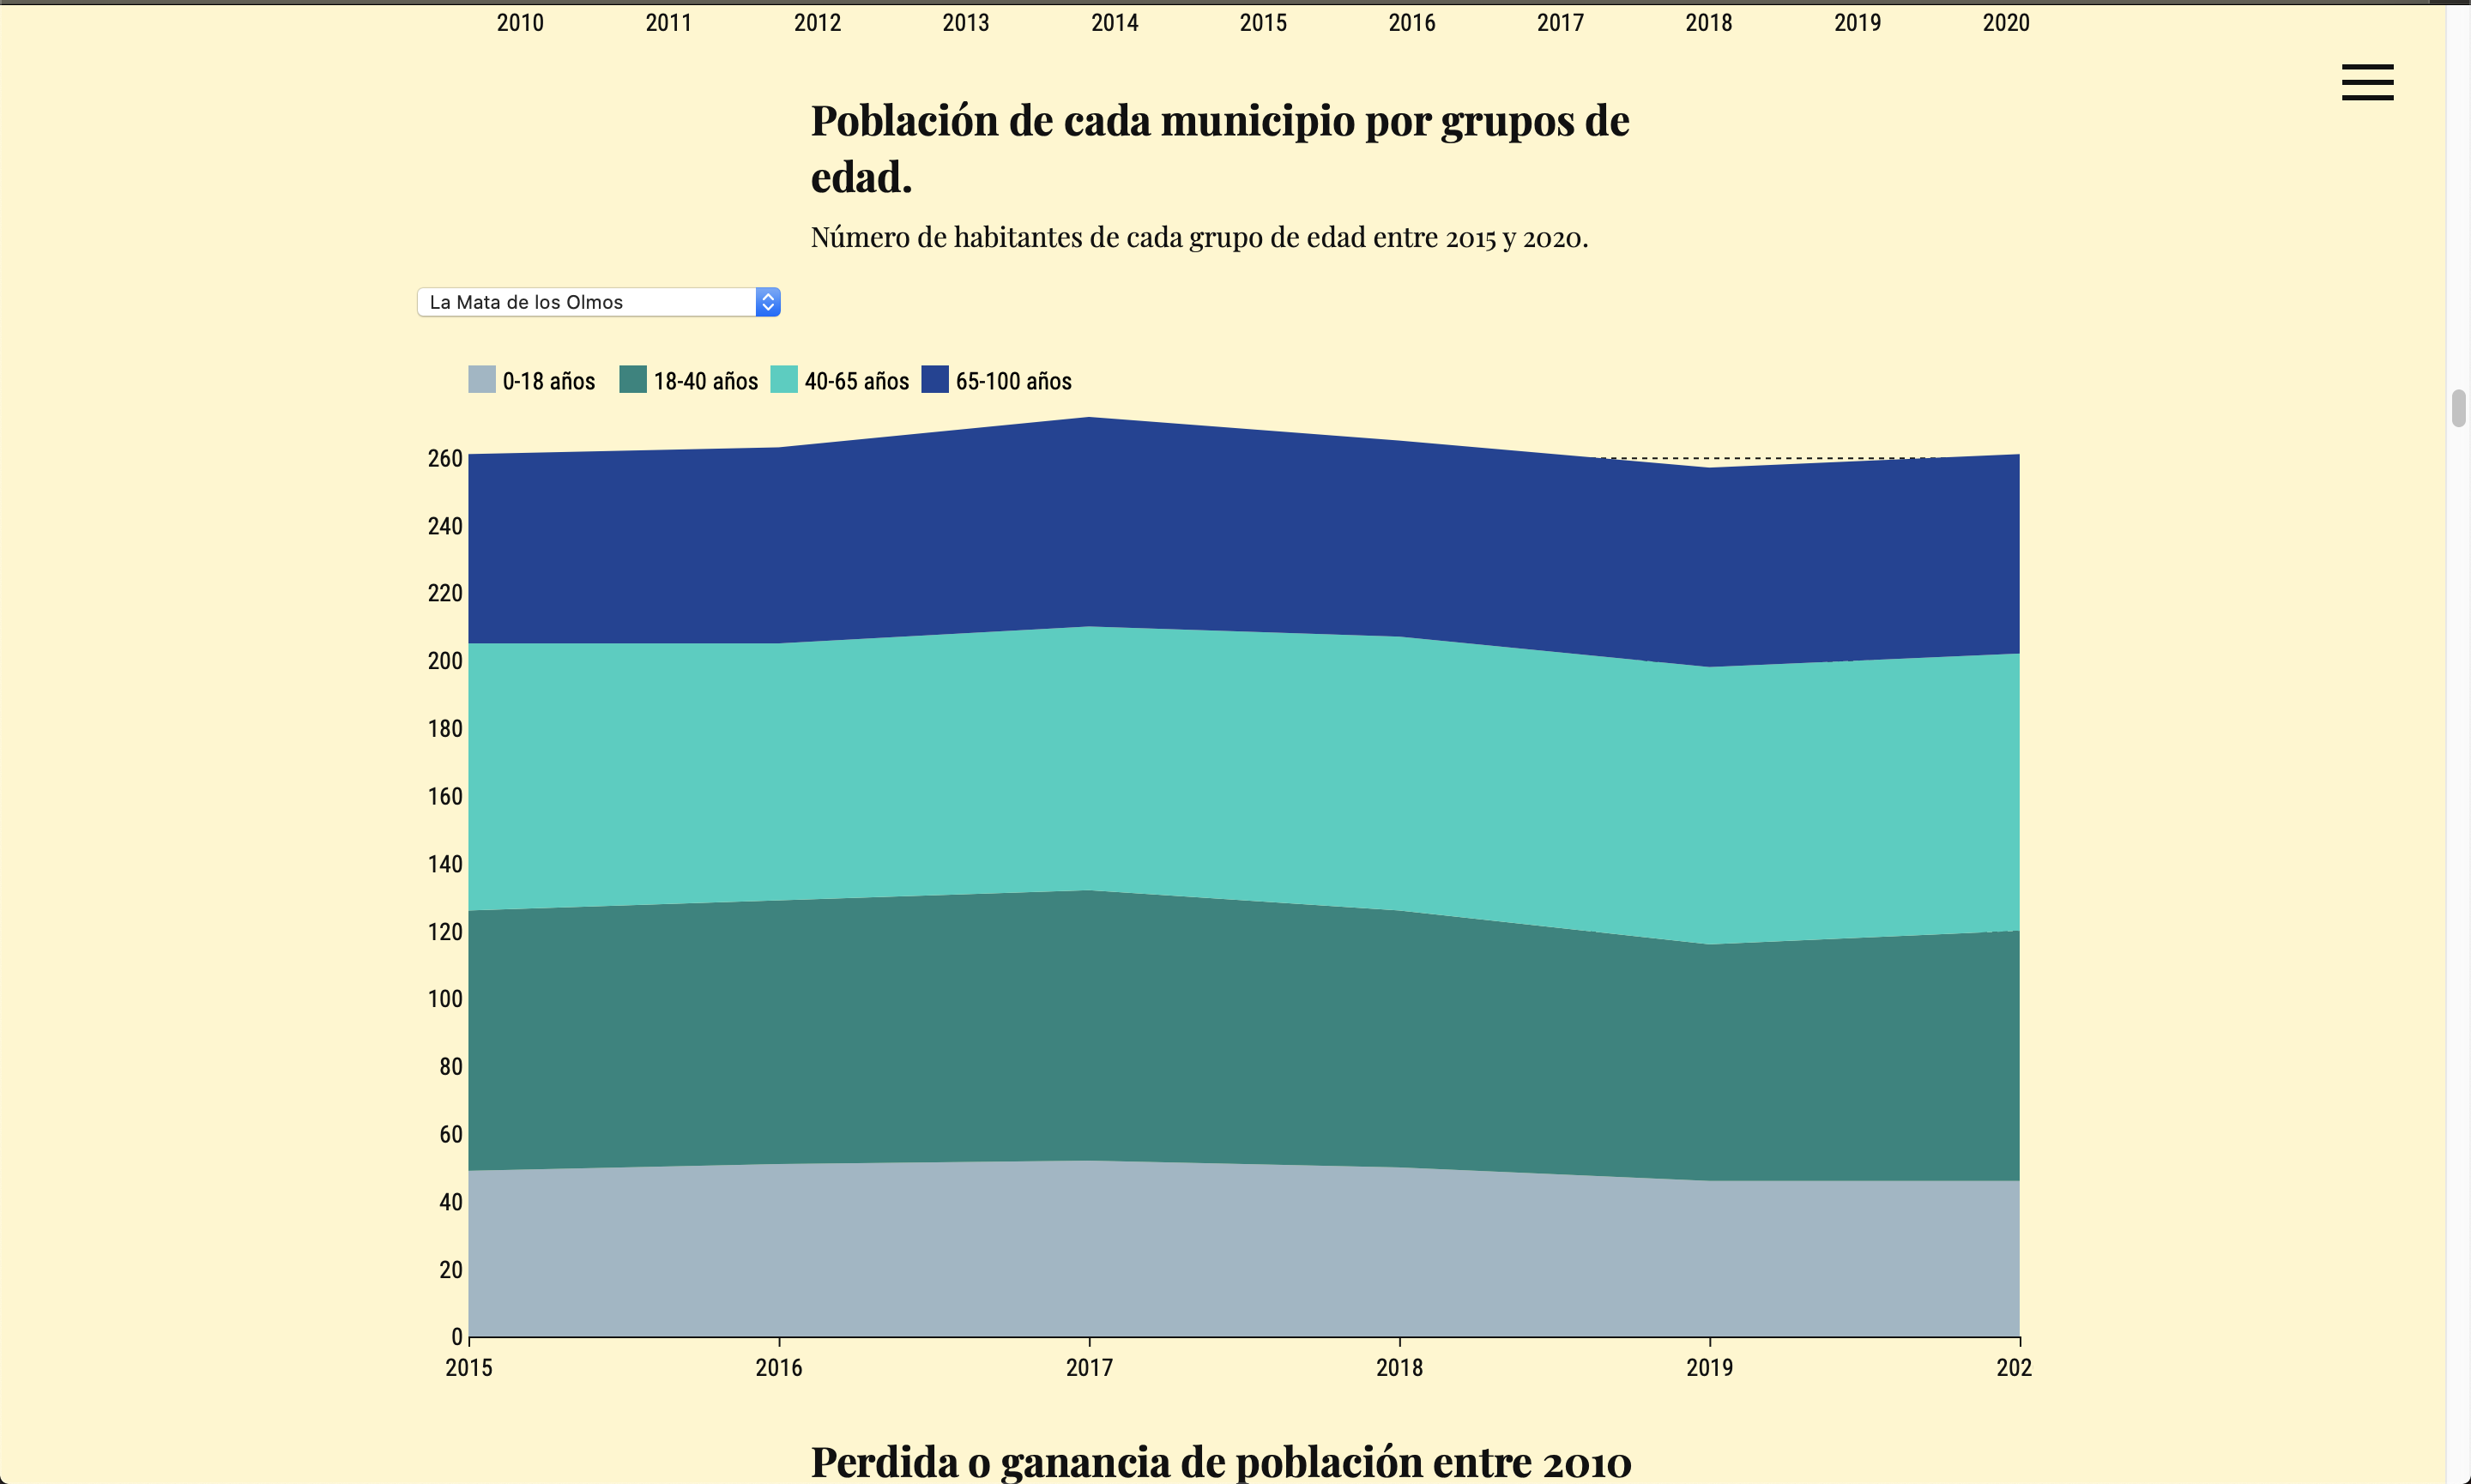 2010 2011 2012 2013 2014 2015 2016 2017 2018 2019 2020
Población de cada municipio por grupos de
edad.
Número de habitantes de cada grupo de edad entre 2015 y 2020.
La Mata de los Olmos
0-18 años 18-40 años 40-65 años 65-100 años
260
240
220
200
180
160
140
120
100
80
60
40
20
0
2015 2016 2017 2018 2019 202
Perdida o ganancia de población entre 2010